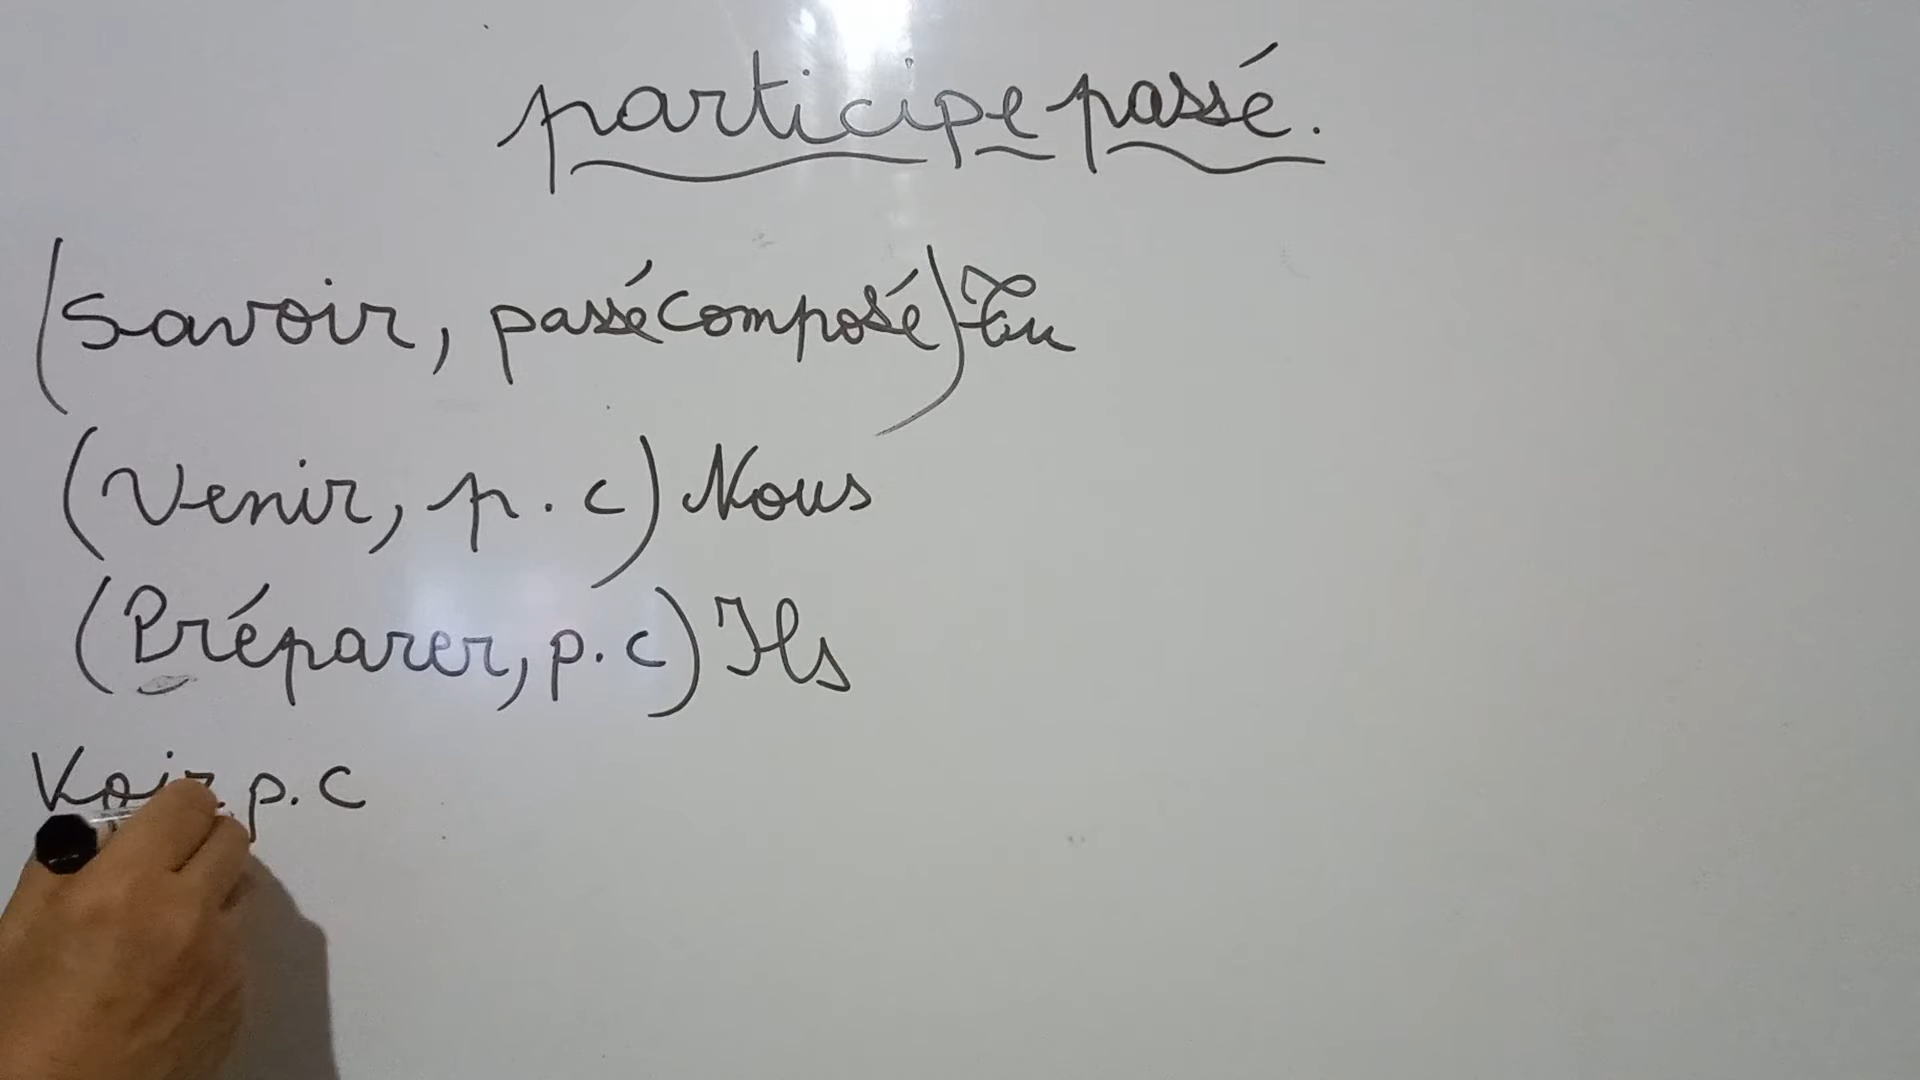 participe passé.
(Savoir, passé composé) Tu
(Venir, p.c) Nous
(Préparer, p.c) Ils
Voir p.c